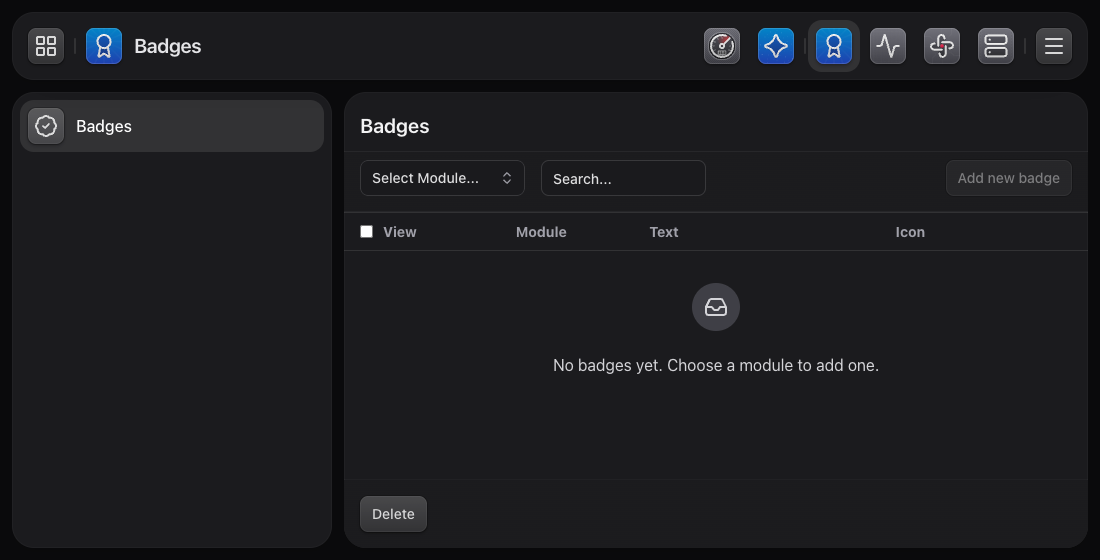 Badges
Badges
Badges
Select Module...
Search...
Add new badge
View
Module
Text
Icon
No badges yet. Choose a module to add one.
Delete